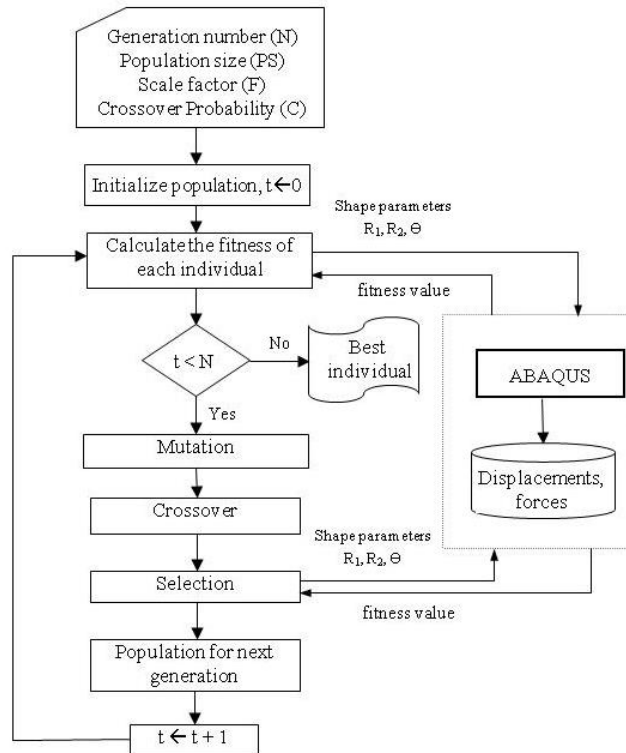 Generation number (N)
Population size (PS)
Scale factor (F)
Crossover Probability (C)
Initialize population, t←0
Shape parameters
R₁, R₂, Θ
Calculate the fitness of
each individual
fitness value
t < N
No
Best
individual
ABAQUS
Yes
Mutation
Displacements,
forces
Crossover
Shape parameters
R₁, R₂, Θ
Selection
fitness value
Population for next
generation
t ← t + 1